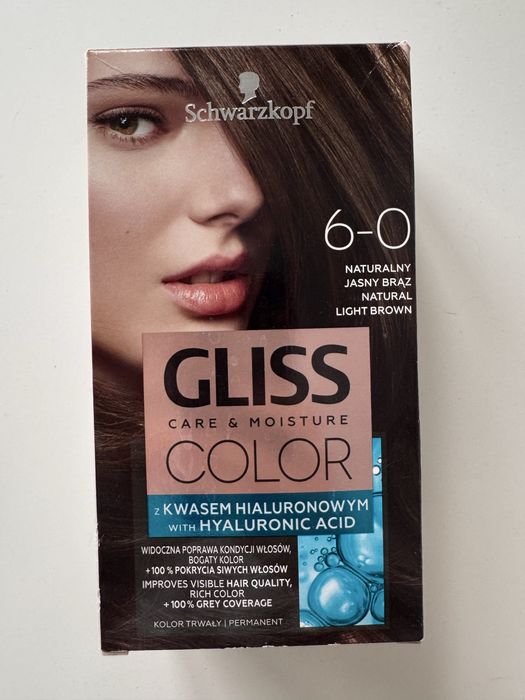 Schwarzkopf
6-0
NATURALNY
JASNY BRĄZ
NATURAL
LIGHT BROWN
GLISS
CARE & MOISTURE
COLOR
z KWASEM HIALURONOWYM
WITH HYALURONIC ACID
WIDOCZNA POPRAWA KONDYCJI WŁOSÓW,
BOGATY KOLOR
+100 % POKRYCIA SIWYCH WŁOSÓW
IMPROVES VISIBLE HAIR QUALITY,
RICH COLOR
+ 100 % GREY COVERAGE
KOLOR TRWAŁY | PERMANENT